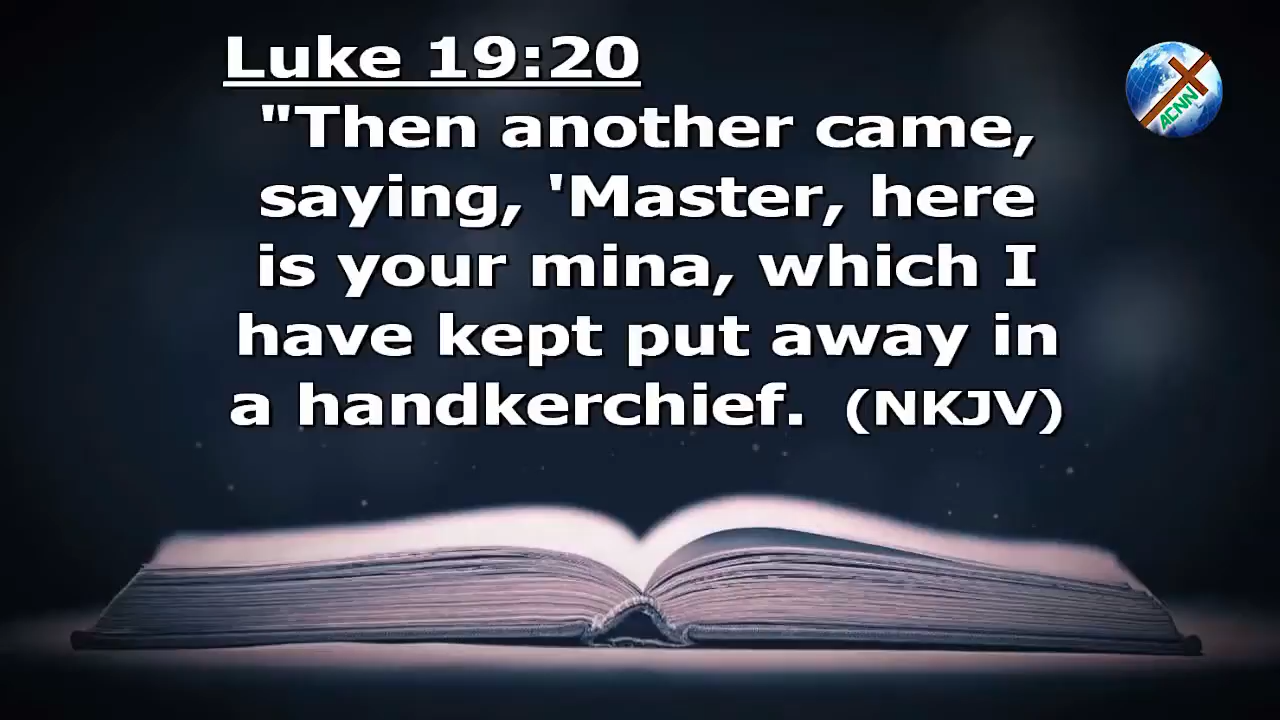 Luke 19:20
"Then another came,
saying, 'Master, here
is your mina, which I
have kept put away in
a handkerchief. (NKJV)
ACNN